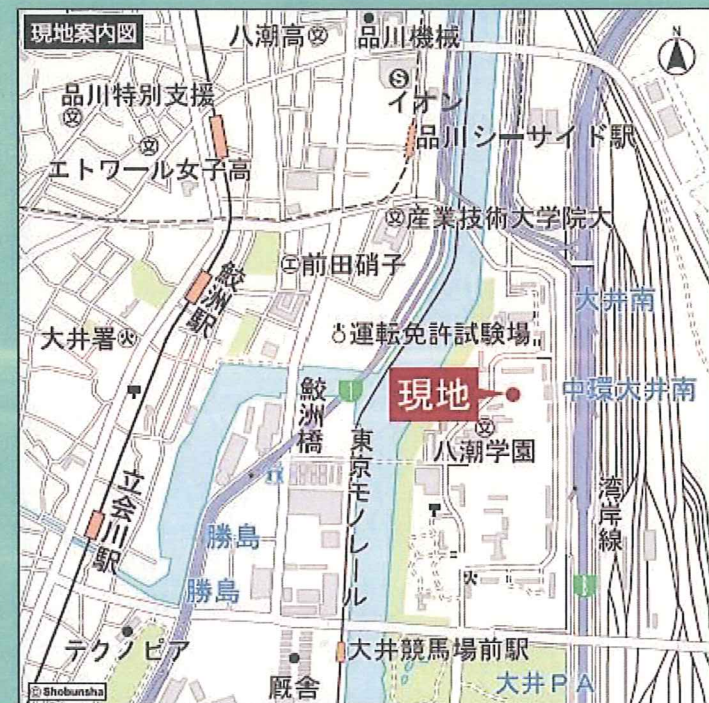 現地案内図
八潮高
品川機械
N
S
イオン
品川特別支援
文
品川シーサイド駅
文
エトワール女子高
文産業技術大学院大
工前田硝子
鮫洲駅
大井南
大井署
運転免許試験場
鮫洲橋
1
現地
中環大井南
文
八潮学園
東京モノレール
立会川駅
湾岸線
勝島
勝島
テクノピア
大井競馬場前駅
厩舎
大井PA
© Shobunsha